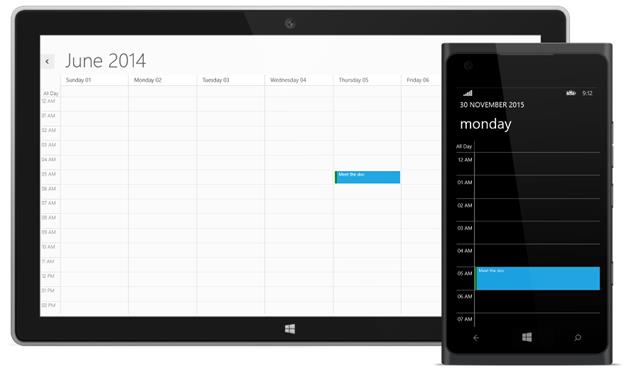 June 2014
Sunday 01 Monday 02 Tuesday 03 Wednesday 04 Thursday 05 Friday 06
All Day
12 AM
01 AM
02 AM
03 AM
04 AM
05 AM Meet the doc
06 AM
07 AM
08 AM
09 AM
10 AM
11 AM
12 PM
01 PM
02 PM
9:12
30 NOVEMBER 2015
monday
All Day
12 AM
01 AM
02 AM
03 AM
04 AM
05 AM Meet the doc
06 AM
07 AM